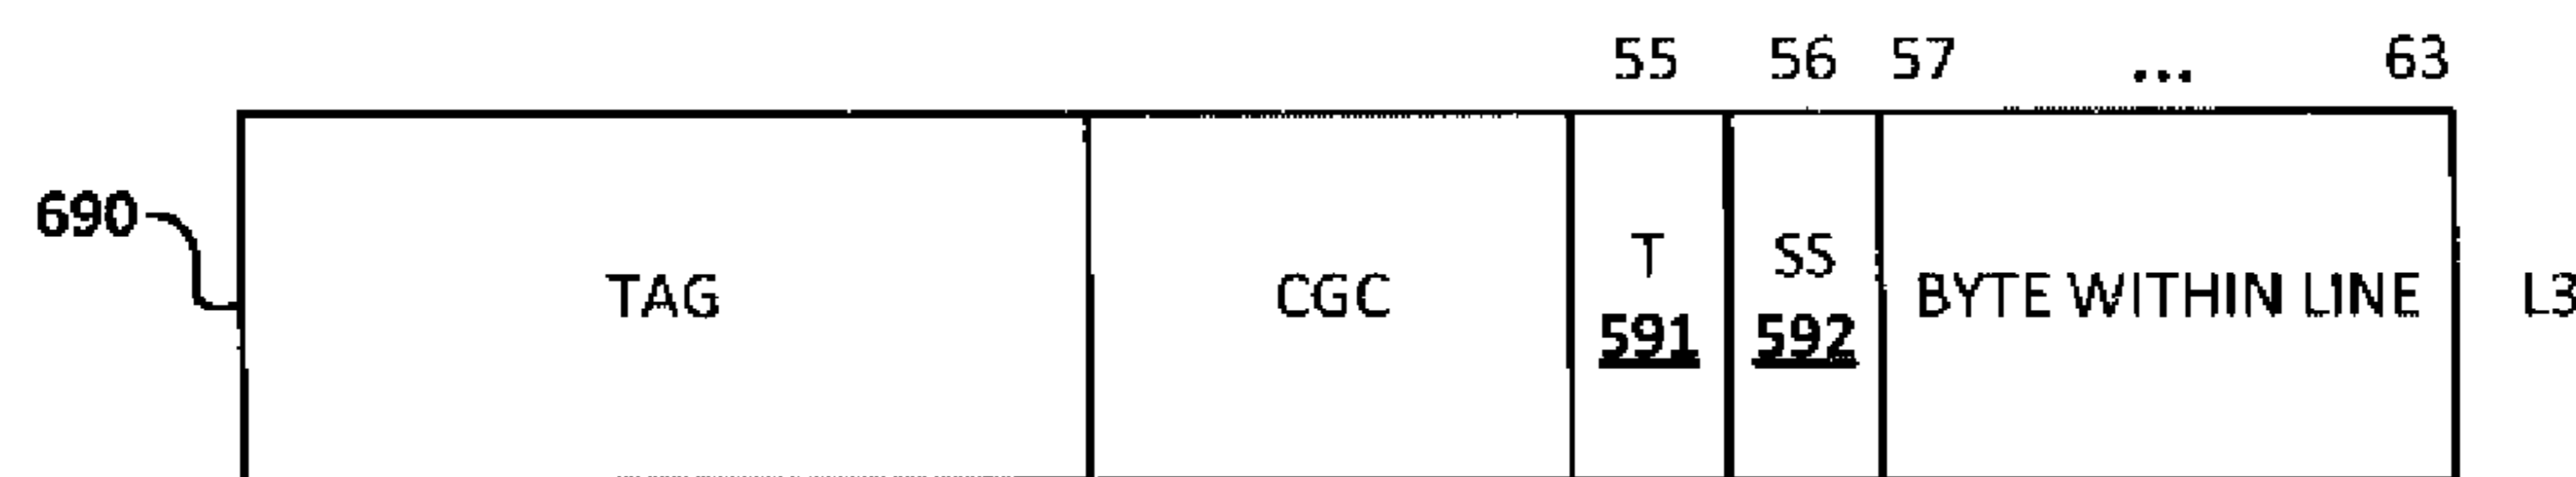 55 56 57 ... 63
690
TAG CGC T SS BYTE WITHIN LINE L3
591 592